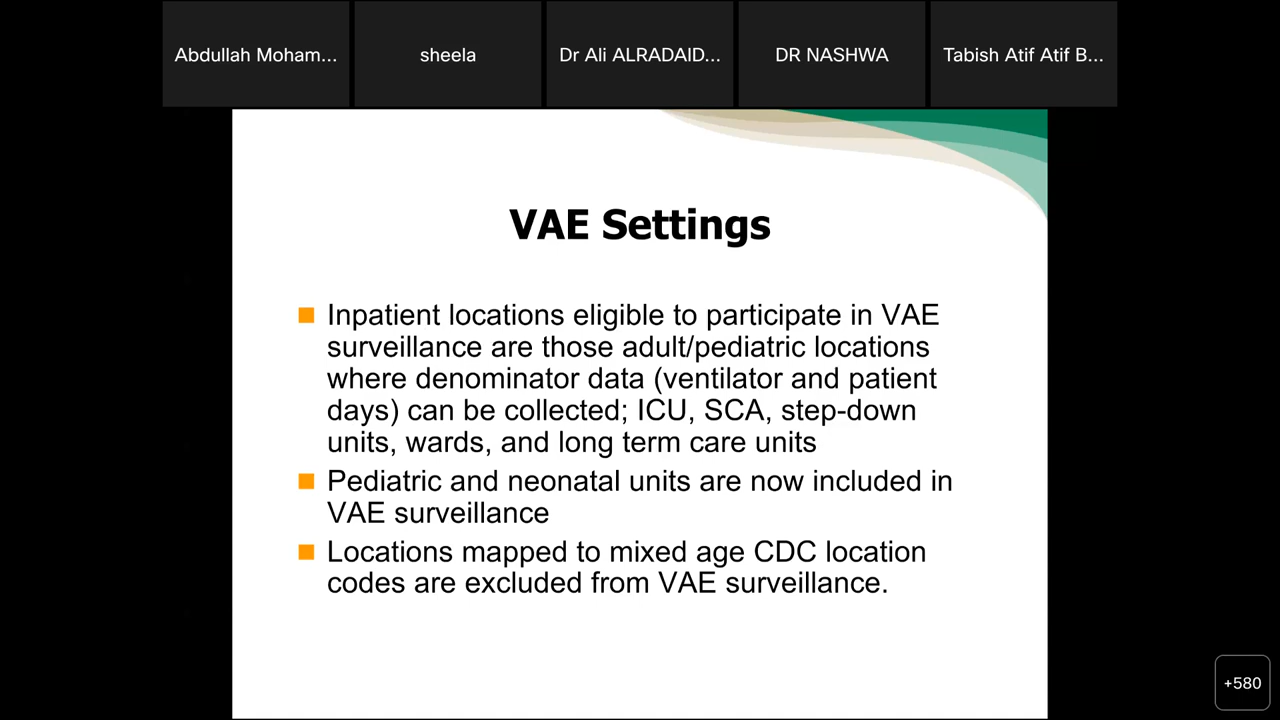 Abdullah Moham...
sheela
Dr Ali ALRADAID...
DR NASHWA
Tabish Atif Atif B...
VAE Settings
Inpatient locations eligible to participate in VAE
surveillance are those adult/pediatric locations
where denominator data (ventilator and patient
days) can be collected; ICU, SCA, step-down
units, wards, and long term care units
Pediatric and neonatal units are now included in
VAE surveillance
Locations mapped to mixed age CDC location
codes are excluded from VAE surveillance.
+580